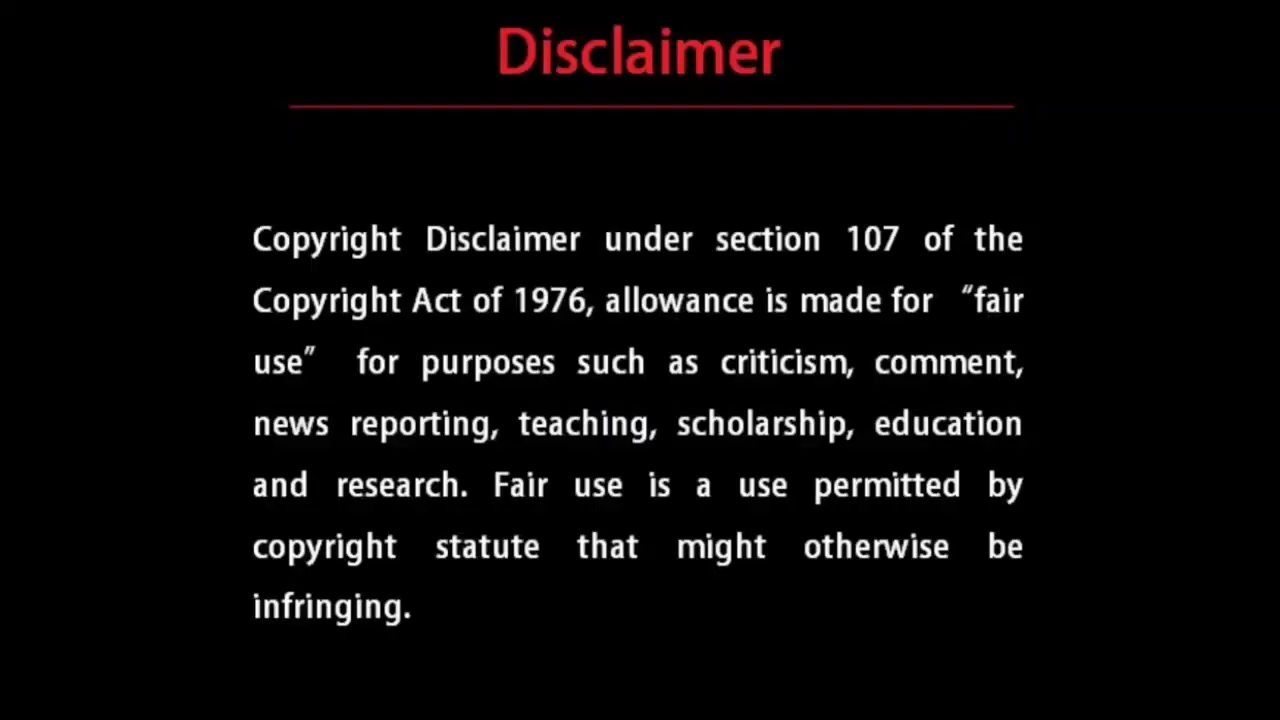 Disclaimer
Copyright Disclaimer under section 107 of the
Copyright Act of 1976, allowance is made for “fair
use” for purposes such as criticism, comment,
news reporting, teaching, scholarship, education
and research. Fair use is a use permitted by
copyright statute that might otherwise be
infringing.